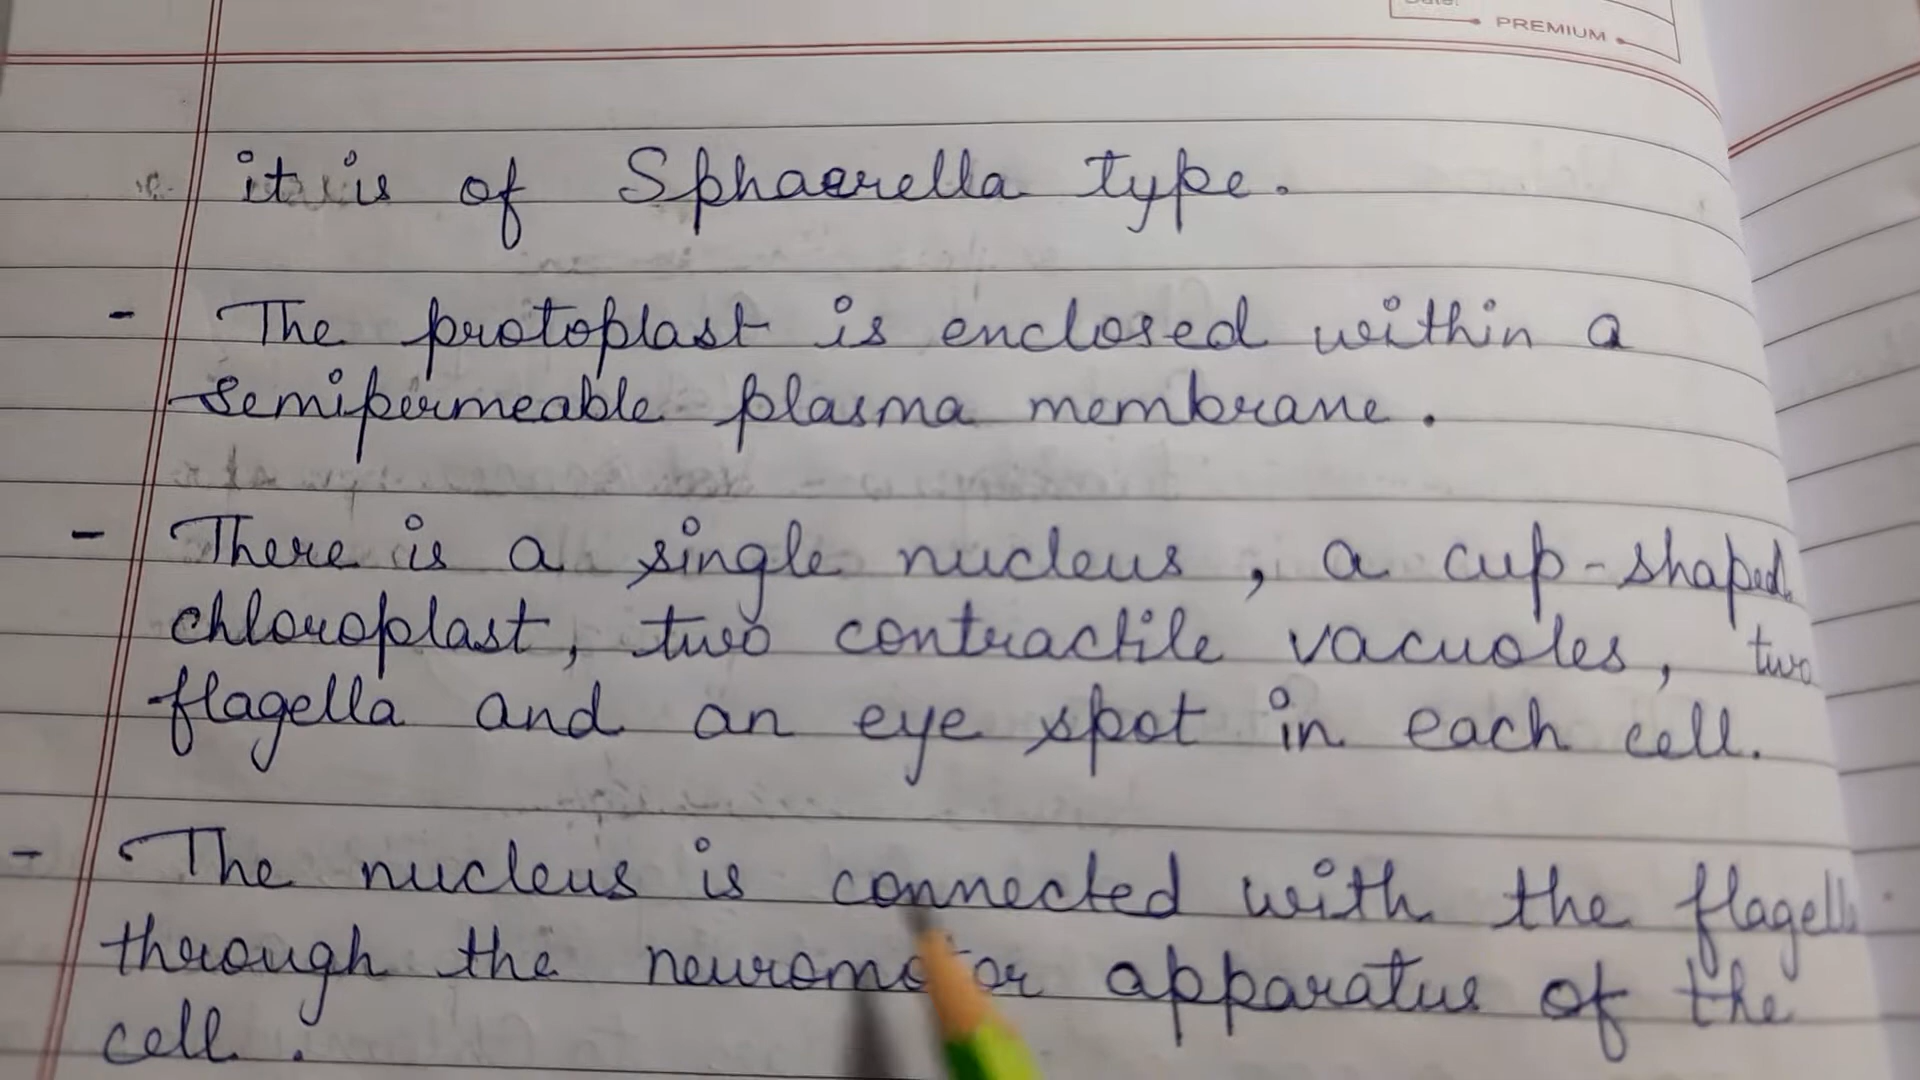 PREMIUM
it is of Sphaerella type.
- The protoplast is enclosed within a
semipermeable plasma membrane.
- There is a single nucleus, a cup-shaped
chloroplast, two contractile vacuoles, two
flagella and an eye spot in each cell.
- The nucleus is connected with the flagell
through the neuromotor apparatus of the
cell.